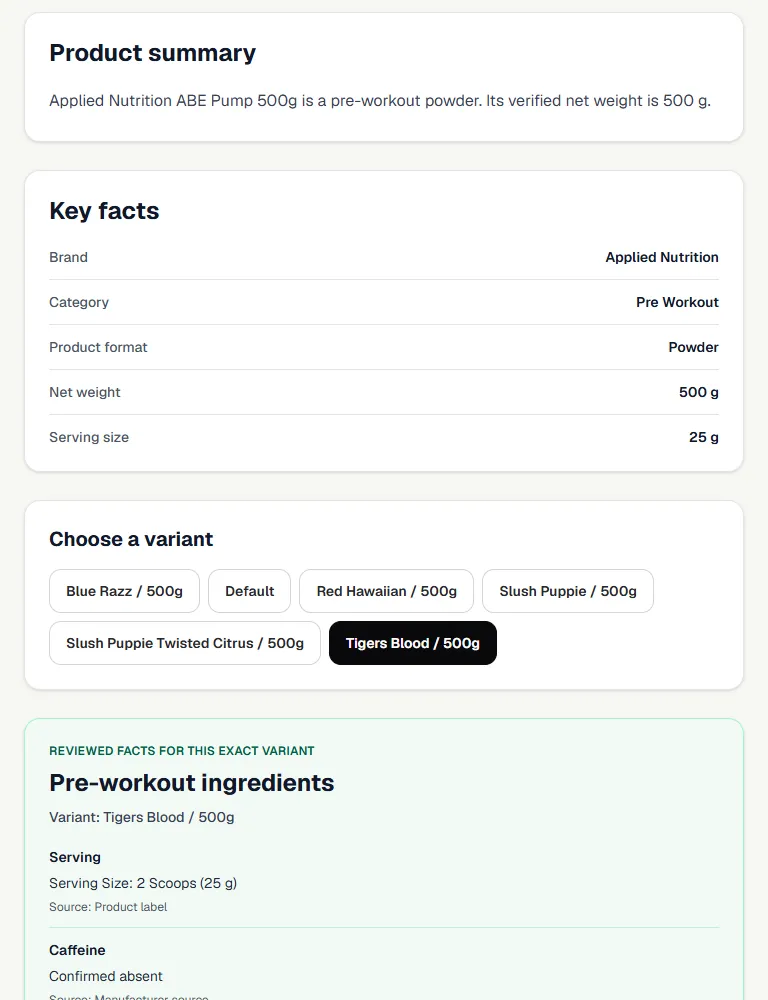 Product summary
Applied Nutrition ABE Pump 500g is a pre-workout powder. Its verified net weight is 500 g.
Key facts
Brand Applied Nutrition
Category Pre Workout
Product format Powder
Net weight 500 g
Serving size 25 g
Choose a variant
Blue Razz / 500g Default Red Hawaiian / 500g Slush Puppie / 500g
Slush Puppie Twisted Citrus / 500g Tigers Blood / 500g
REVIEWED FACTS FOR THIS EXACT VARIANT
Pre-workout ingredients
Variant: Tigers Blood / 500g
Serving
Serving Size: 2 Scoops (25 g)
Source: Product label
Caffeine
Confirmed absent
Source: Manufacturer source